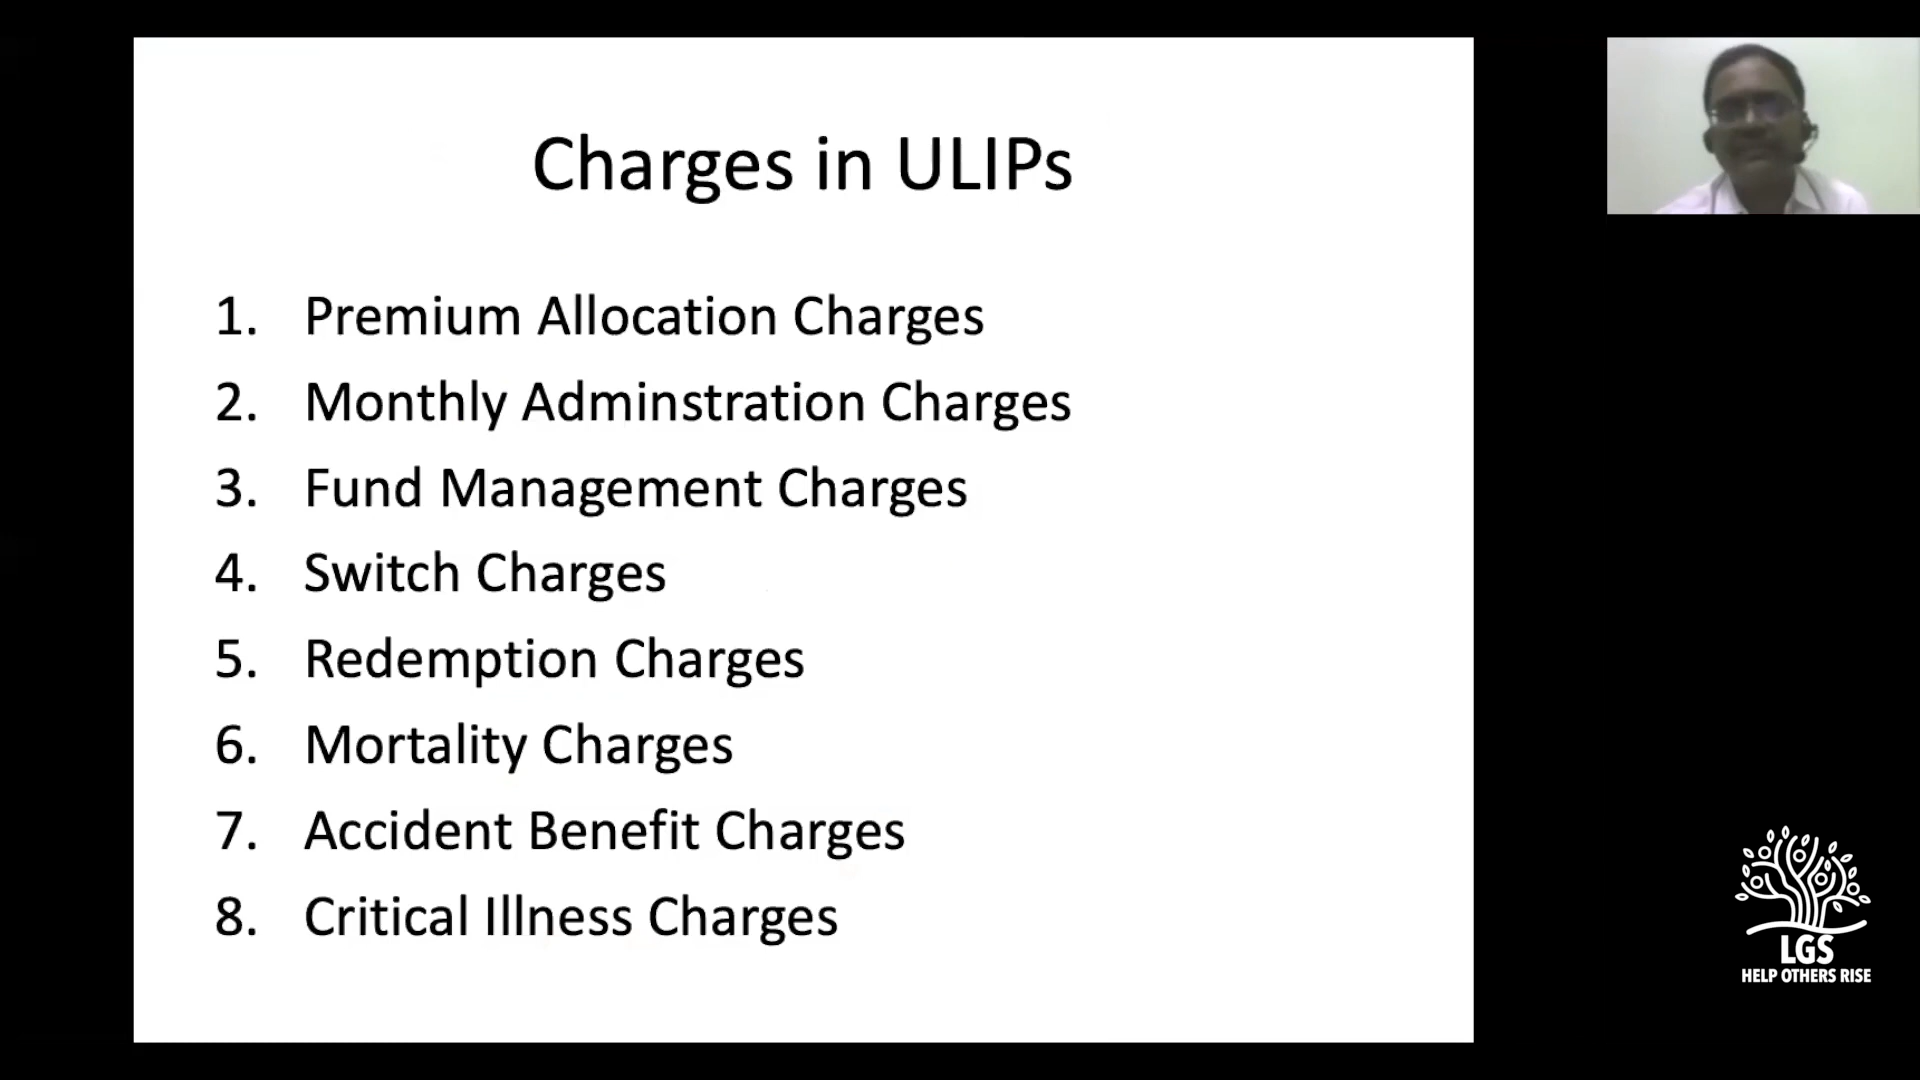 Charges in ULIPs
1. Premium Allocation Charges
2. Monthly Adminstration Charges
3. Fund Management Charges
4. Switch Charges
5. Redemption Charges
6. Mortality Charges
7. Accident Benefit Charges
8. Critical Illness Charges
LGS
HELP OTHERS RISE